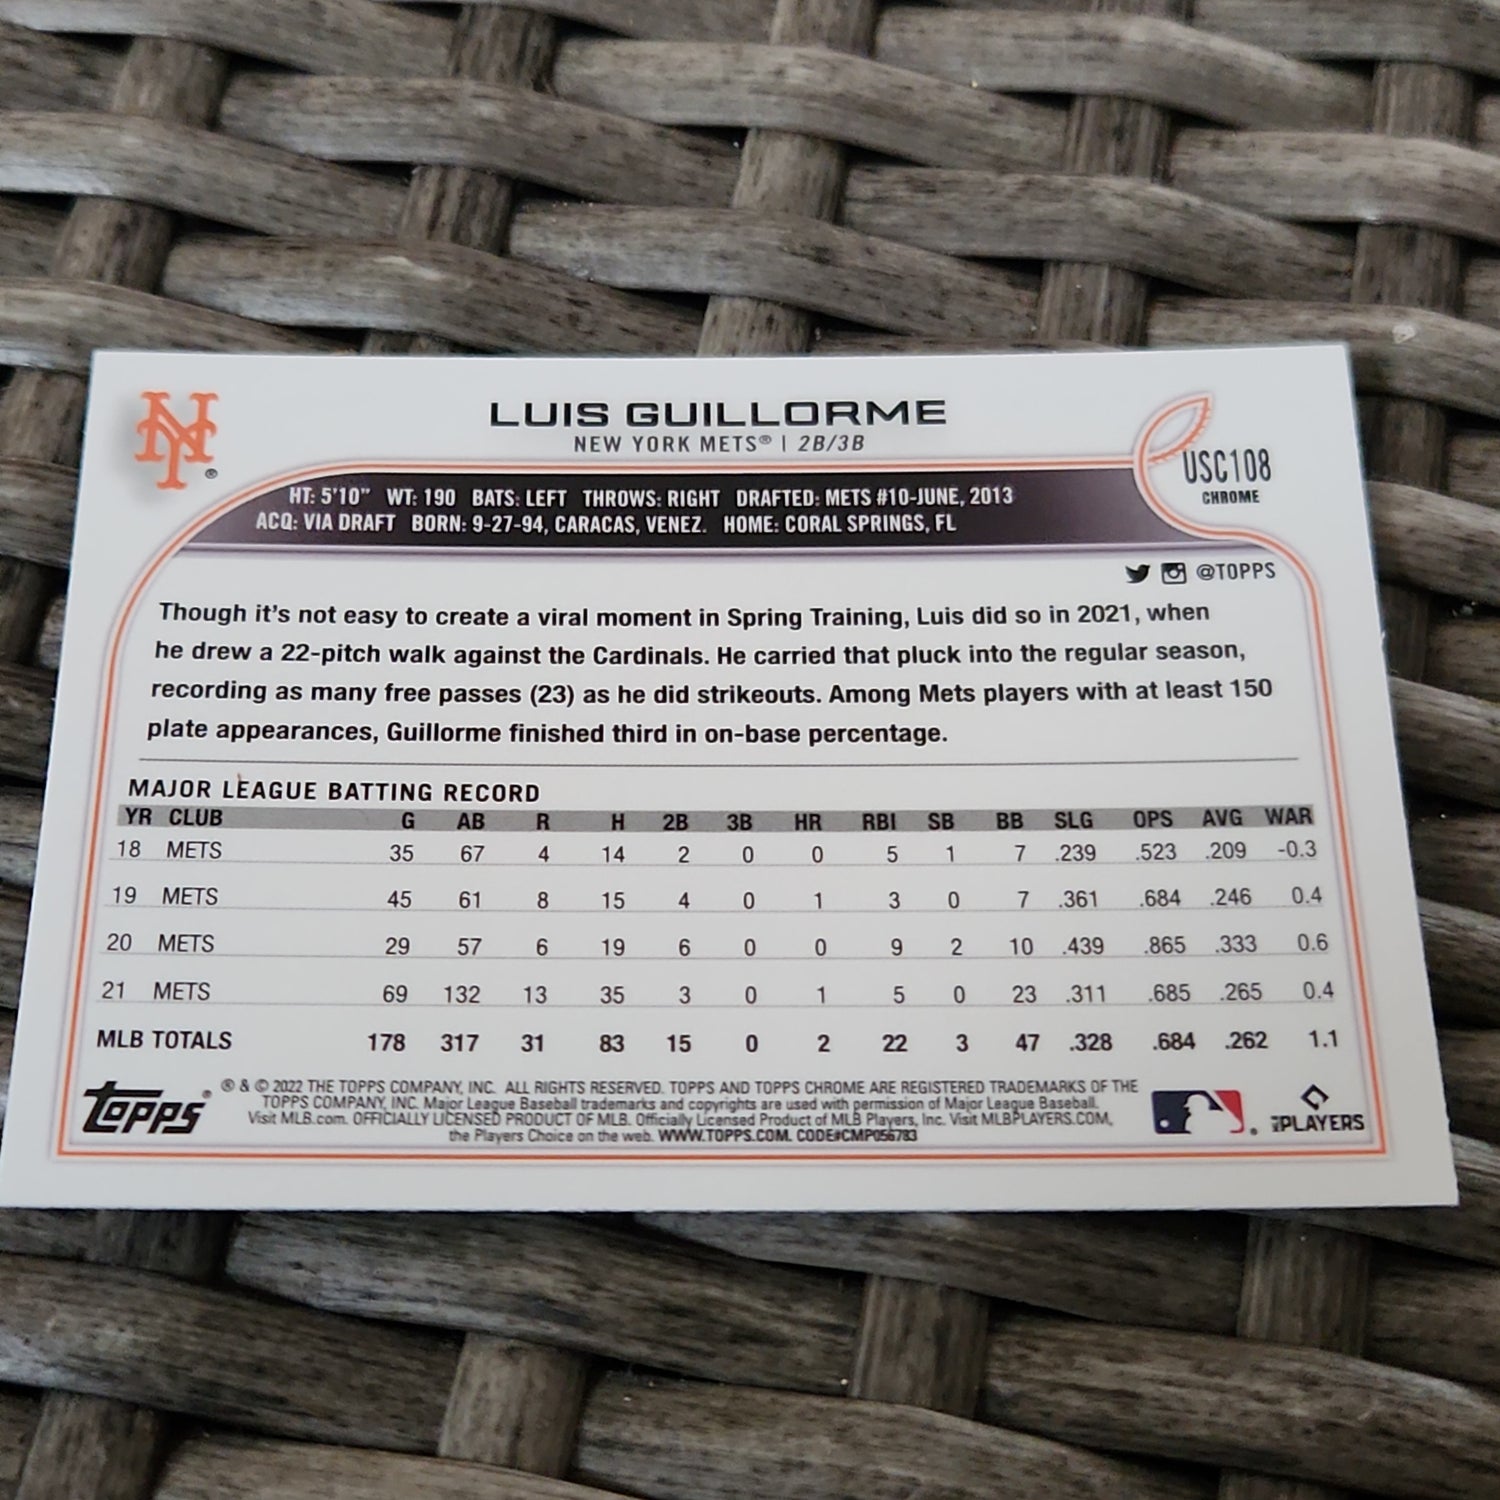 NY®
LUIS GUILLORME
NEW YORK METS® | 2B/3B
USC108
CHROME
HT: 5'10" WT: 190 BATS: LEFT THROWS: RIGHT DRAFTED: METS #10-JUNE, 2013
ACQ: VIA DRAFT BORN: 9-27-94, CARACAS, VENEZ. HOME: CORAL SPRINGS, FL
@TOPPS
Though it's not easy to create a viral moment in Spring Training, Luis did so in 2021, when
he drew a 22-pitch walk against the Cardinals. He carried that pluck into the regular season,
recording as many free passes (23) as he did strikeouts. Among Mets players with at least 150
plate appearances, Guillorme finished third in on-base percentage.
MAJOR LEAGUE BATTING RECORD
YR CLUB G AB R H 2B 3B HR RBI SB BB SLG OPS AVG WAR
18 METS 35 67 4 14 2 0 0 5 1 7 .239 .523 .209 -0.3
19 METS 45 61 8 15 4 0 1 3 0 7 .361 .684 .246 0.4
20 METS 29 57 6 19 6 0 0 9 2 10 .439 .865 .333 0.6
21 METS 69 132 13 35 3 0 1 5 0 23 .311 .685 .265 0.4
MLB TOTALS 178 317 31 83 15 0 2 22 3 47 .328 .684 .262 1.1
topps®
® & © 2022 THE TOPPS COMPANY, INC. ALL RIGHTS RESERVED. TOPPS AND TOPPS CHROME ARE REGISTERED TRADEMARKS OF THE
TOPPS COMPANY, INC. Major League Baseball trademarks and copyrights are used with permission of Major League Baseball.
Visit MLB.com. OFFICIALLY LICENSED PRODUCT OF MLB. Officially Licensed Product of MLB Players, Inc. Visit MLBPLAYERS.COM,
the Players Choice on the web. WWW.TOPPS.COM. CODE#CMP056783
PLAYERS